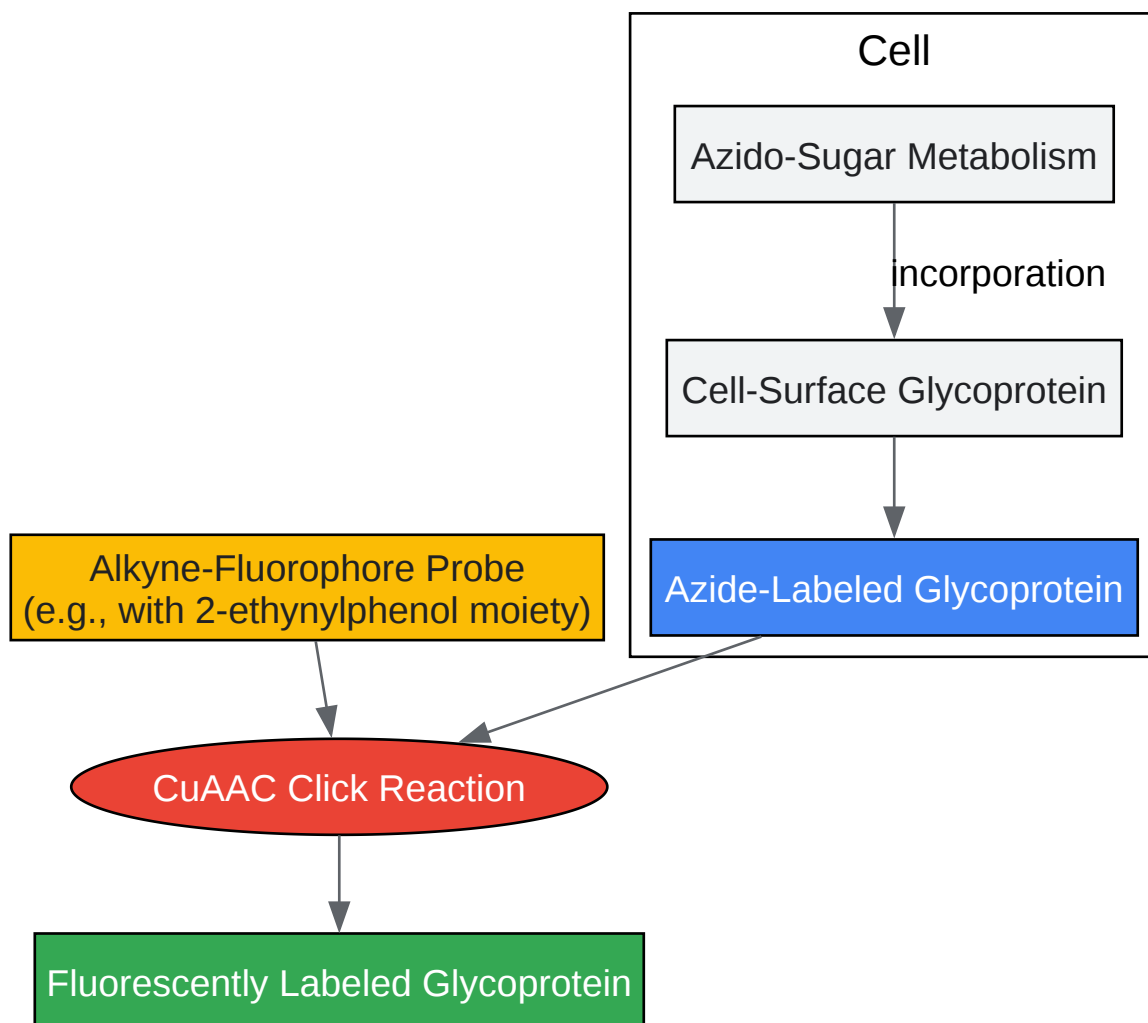 Cell
Azido-Sugar Metabolism
incorporation
Cell-Surface Glycoprotein
Alkyne-Fluorophore Probe
(e.g., with 2-ethynylphenol moiety)
Azide-Labeled Glycoprotein
CuAAC Click Reaction
Fluorescently Labeled Glycoprotein